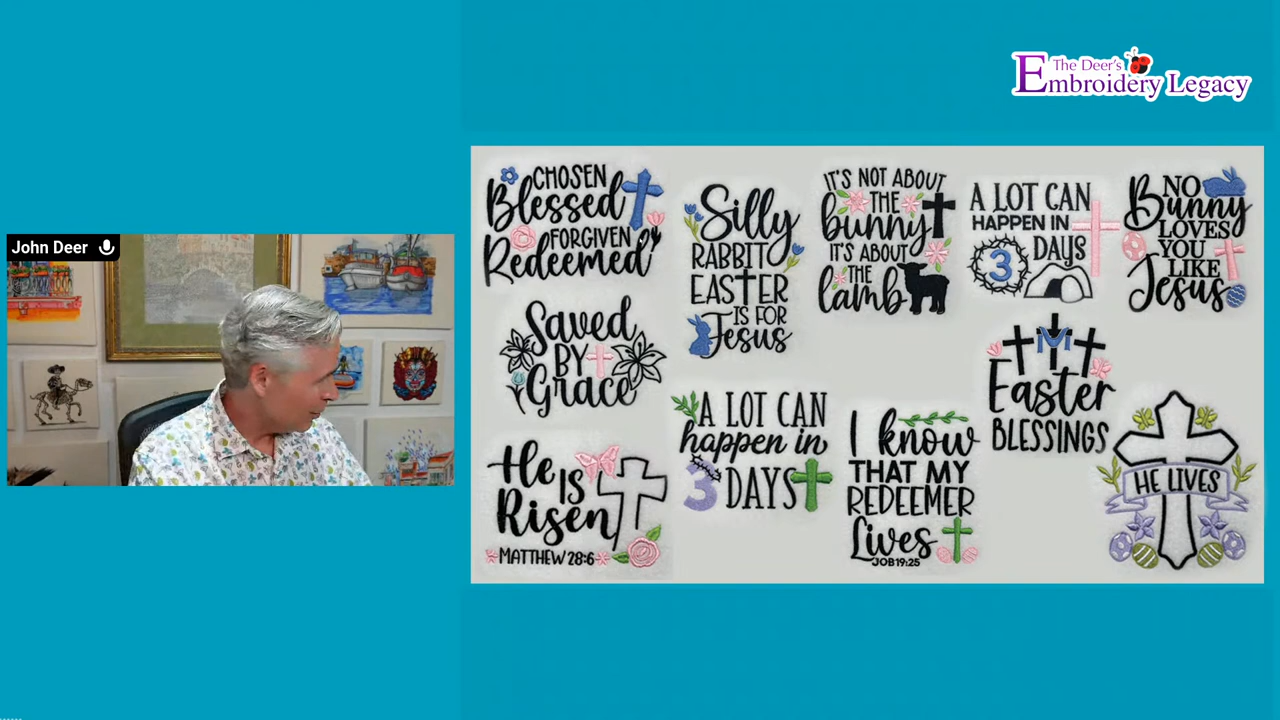 The Deer's
Embroidery Legacy
John Deer
CHOSEN
Blessed
FORGIVEN
Redeemed
Silly
RABBIT
EASTER
IS FOR
Jesus
IT'S NOT ABOUT
THE
bunny
IT'S ABOUT
THE
lamb
A LOT CAN
HAPPEN IN
3 DAYS
NO
Bunny
LOVES
YOU
LIKE
Jesus
Saved
BY
Grace
Easter
BLESSINGS
A LOT CAN
happen in
3 DAYS
I know
THAT MY
REDEEMER
Lives
JOB 19:25
He
IS
Risen
MATTHEW 28:6
HE LIVES